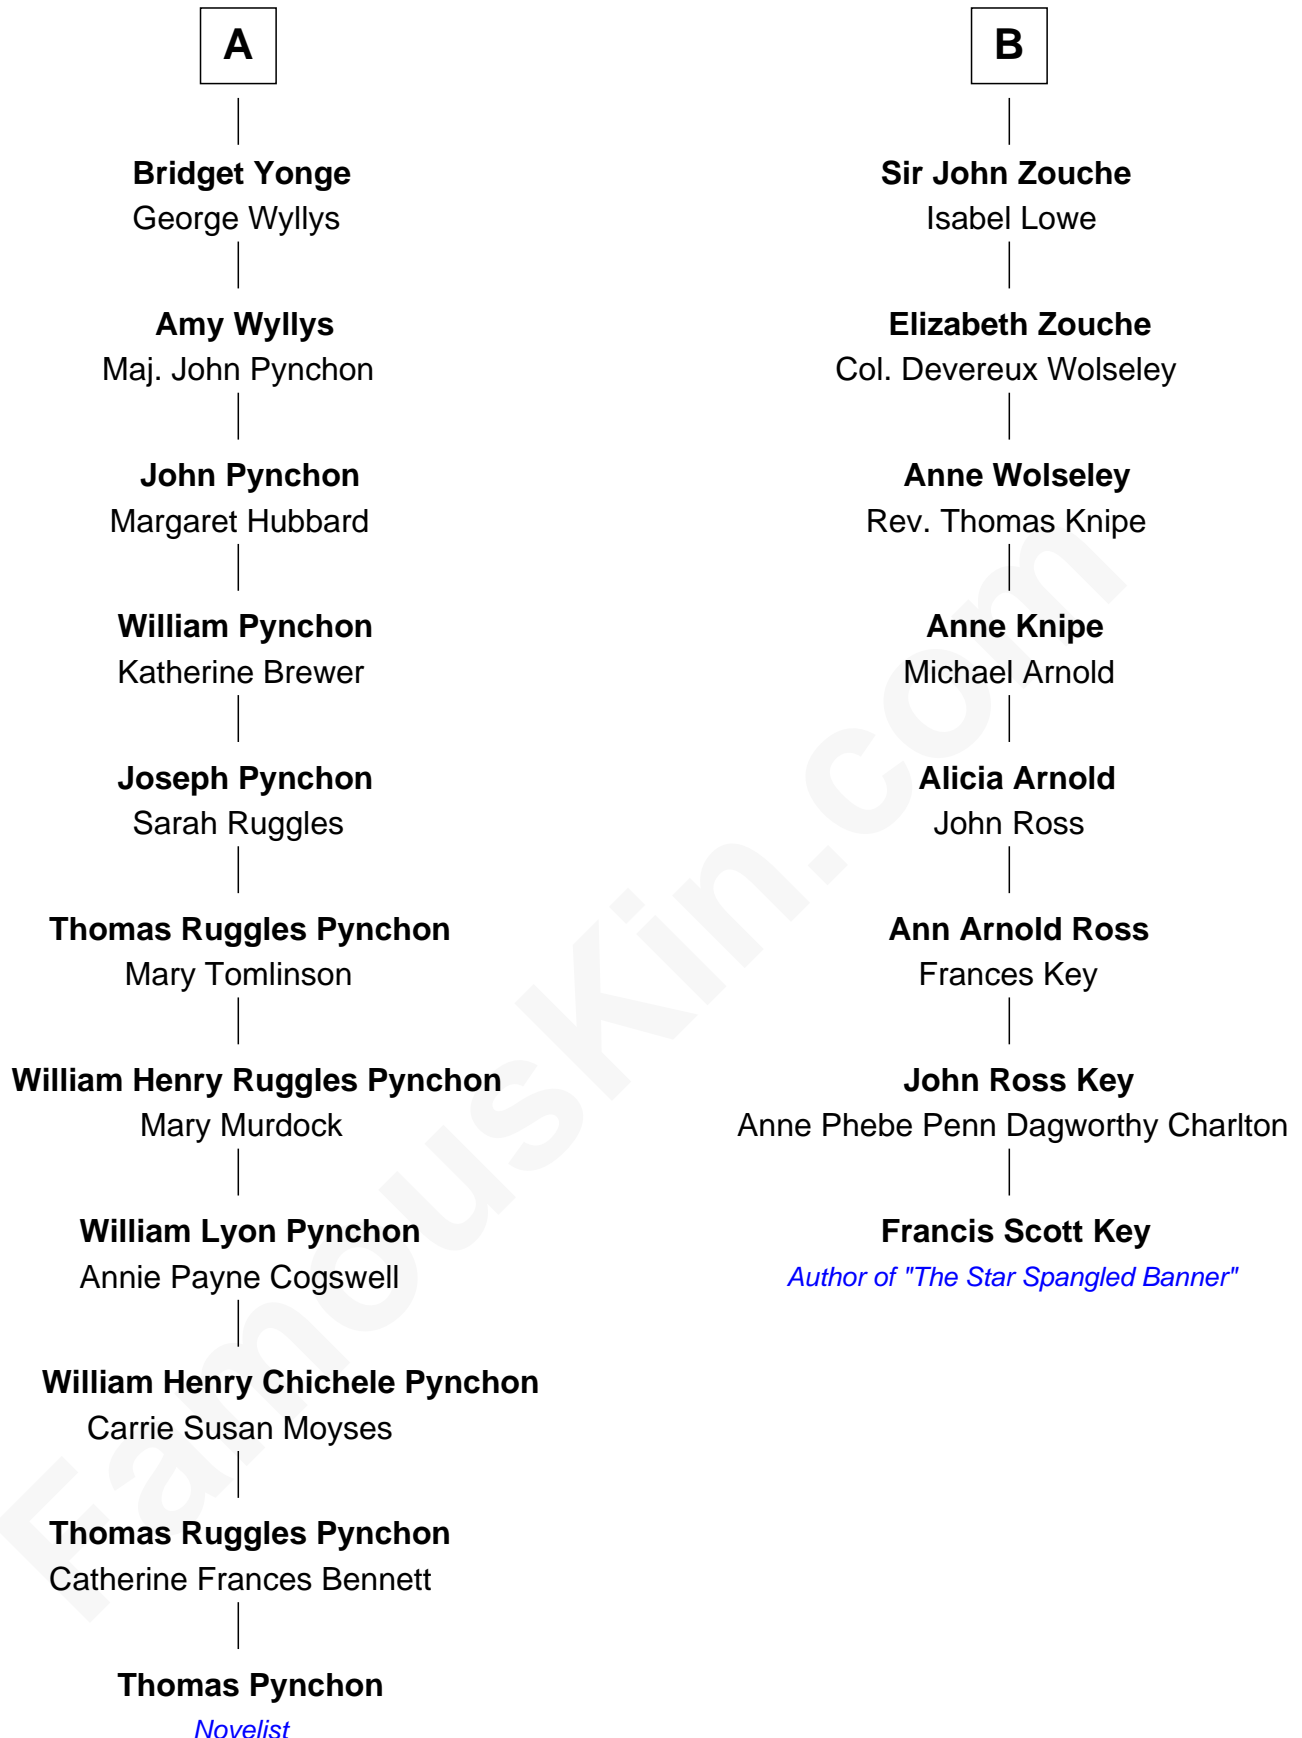 A
Bridget Yonge
George Wyllys
Amy Wyllys
Maj. John Pynchon
John Pynchon
Margaret Hubbard
William Pynchon
Katherine Brewer
Joseph Pynchon
Sarah Ruggles
Thomas Ruggles Pynchon
Mary Tomlinson
William Henry Ruggles Pynchon
Mary Murdock
William Lyon Pynchon
Annie Payne Cogswell
William Henry Chichele Pynchon
Carrie Susan Moyses
Thomas Ruggles Pynchon
Catherine Frances Bennett
Thomas Pynchon
Novelist
B
Sir John Zouche
Isabel Lowe
Elizabeth Zouche
Col. Devereux Wolseley
Anne Wolseley
Rev. Thomas Knipe
Anne Knipe
Michael Arnold
Alicia Arnold
John Ross
Ann Arnold Ross
Frances Key
John Ross Key
Anne Phebe Penn Dagworthy Charlton
Francis Scott Key
Author of "The Star Spangled Banner"
FamousKin.com